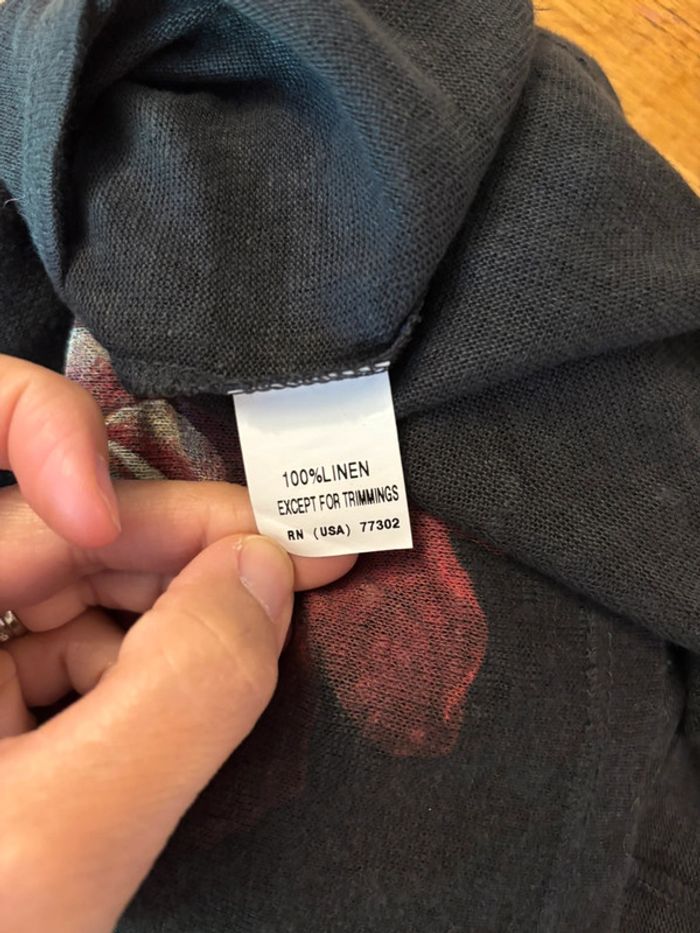 100%LINEN
EXCEPT FOR TRIMMINGS
RN (USA) 77302